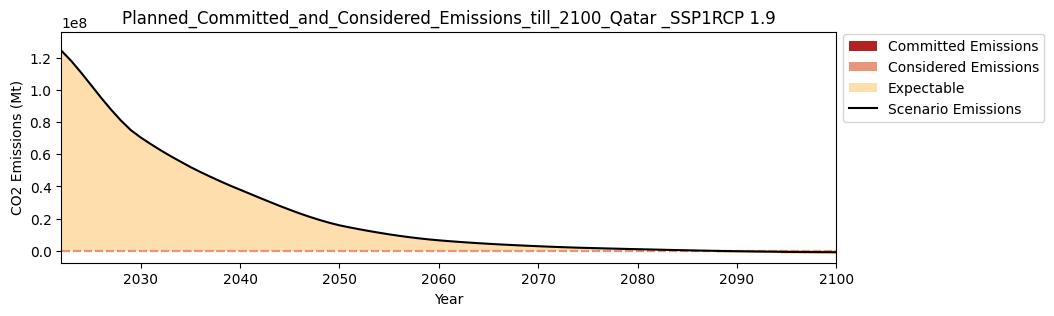 Planned_Committed_and_Considered_Emissions_till_2100_Qatar _SSP1RCP 1.9
1e8
CO2 Emissions (Mt)
1.2
1.0
0.8
0.6
0.4
0.2
0.0
2030 2040 2050 2060 2070 2080 2090 2100
Year
Committed Emissions
Considered Emissions
Expectable
Scenario Emissions